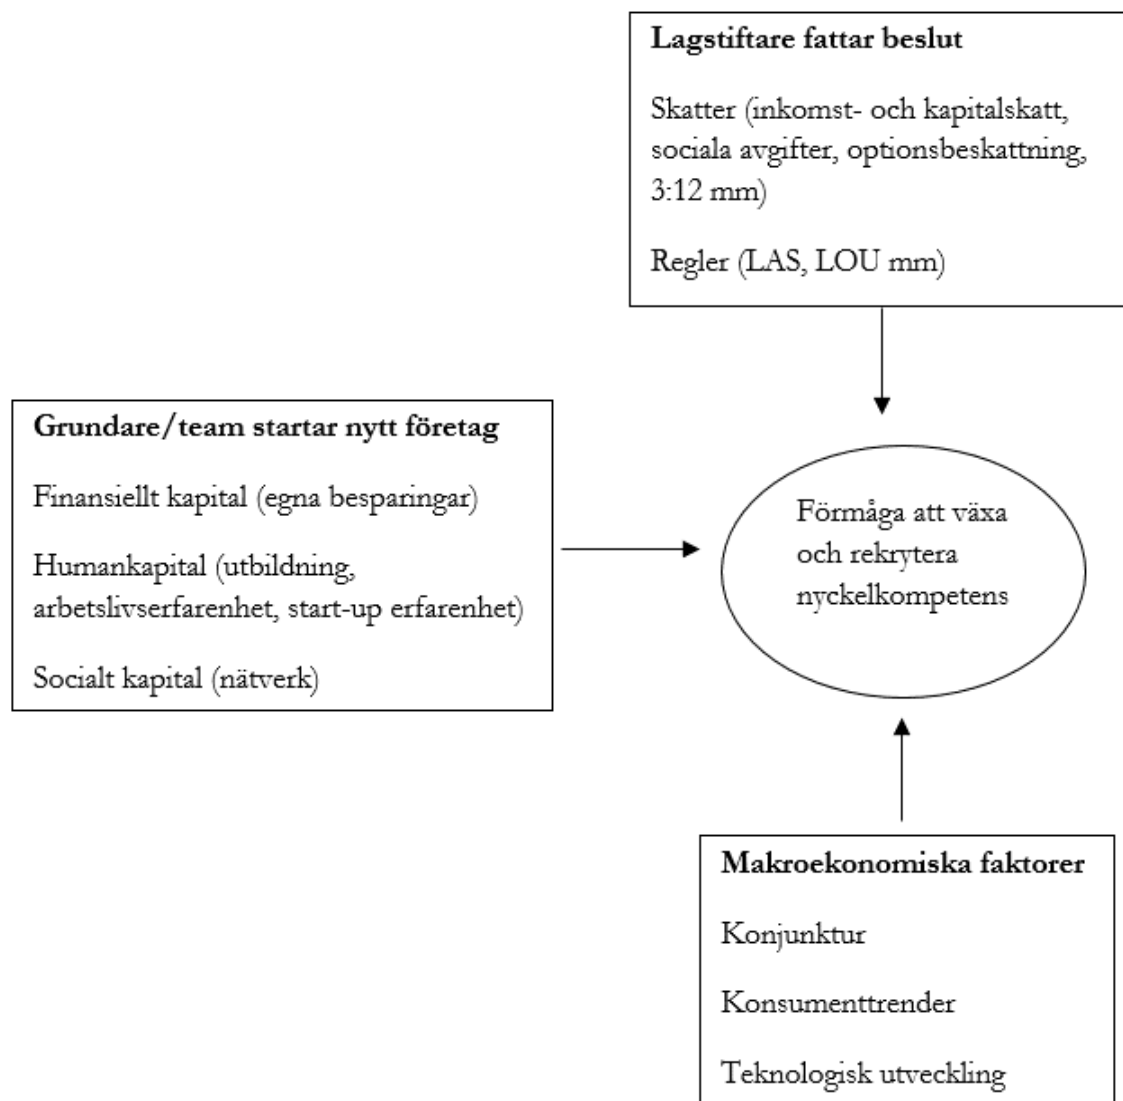 Lagstiftare fattar beslut
Skatter (inkomst- och kapitalskatt,
sociala avgifter, optionsbeskattning,
3:12 mm)
Regler (LAS, LOU mm)
Grundare/team startar nytt företag
Finansiellt kapital (egna besparingar)
Humankapital (utbildning,
arbetslivserfarenhet, start-up erfarenhet)
Socialt kapital (nätverk)
Förmåga att växa
och rekrytera
nyckelkompetens
Makroekonomiska faktorer
Konjunktur
Konsumenttrender
Teknologisk utveckling